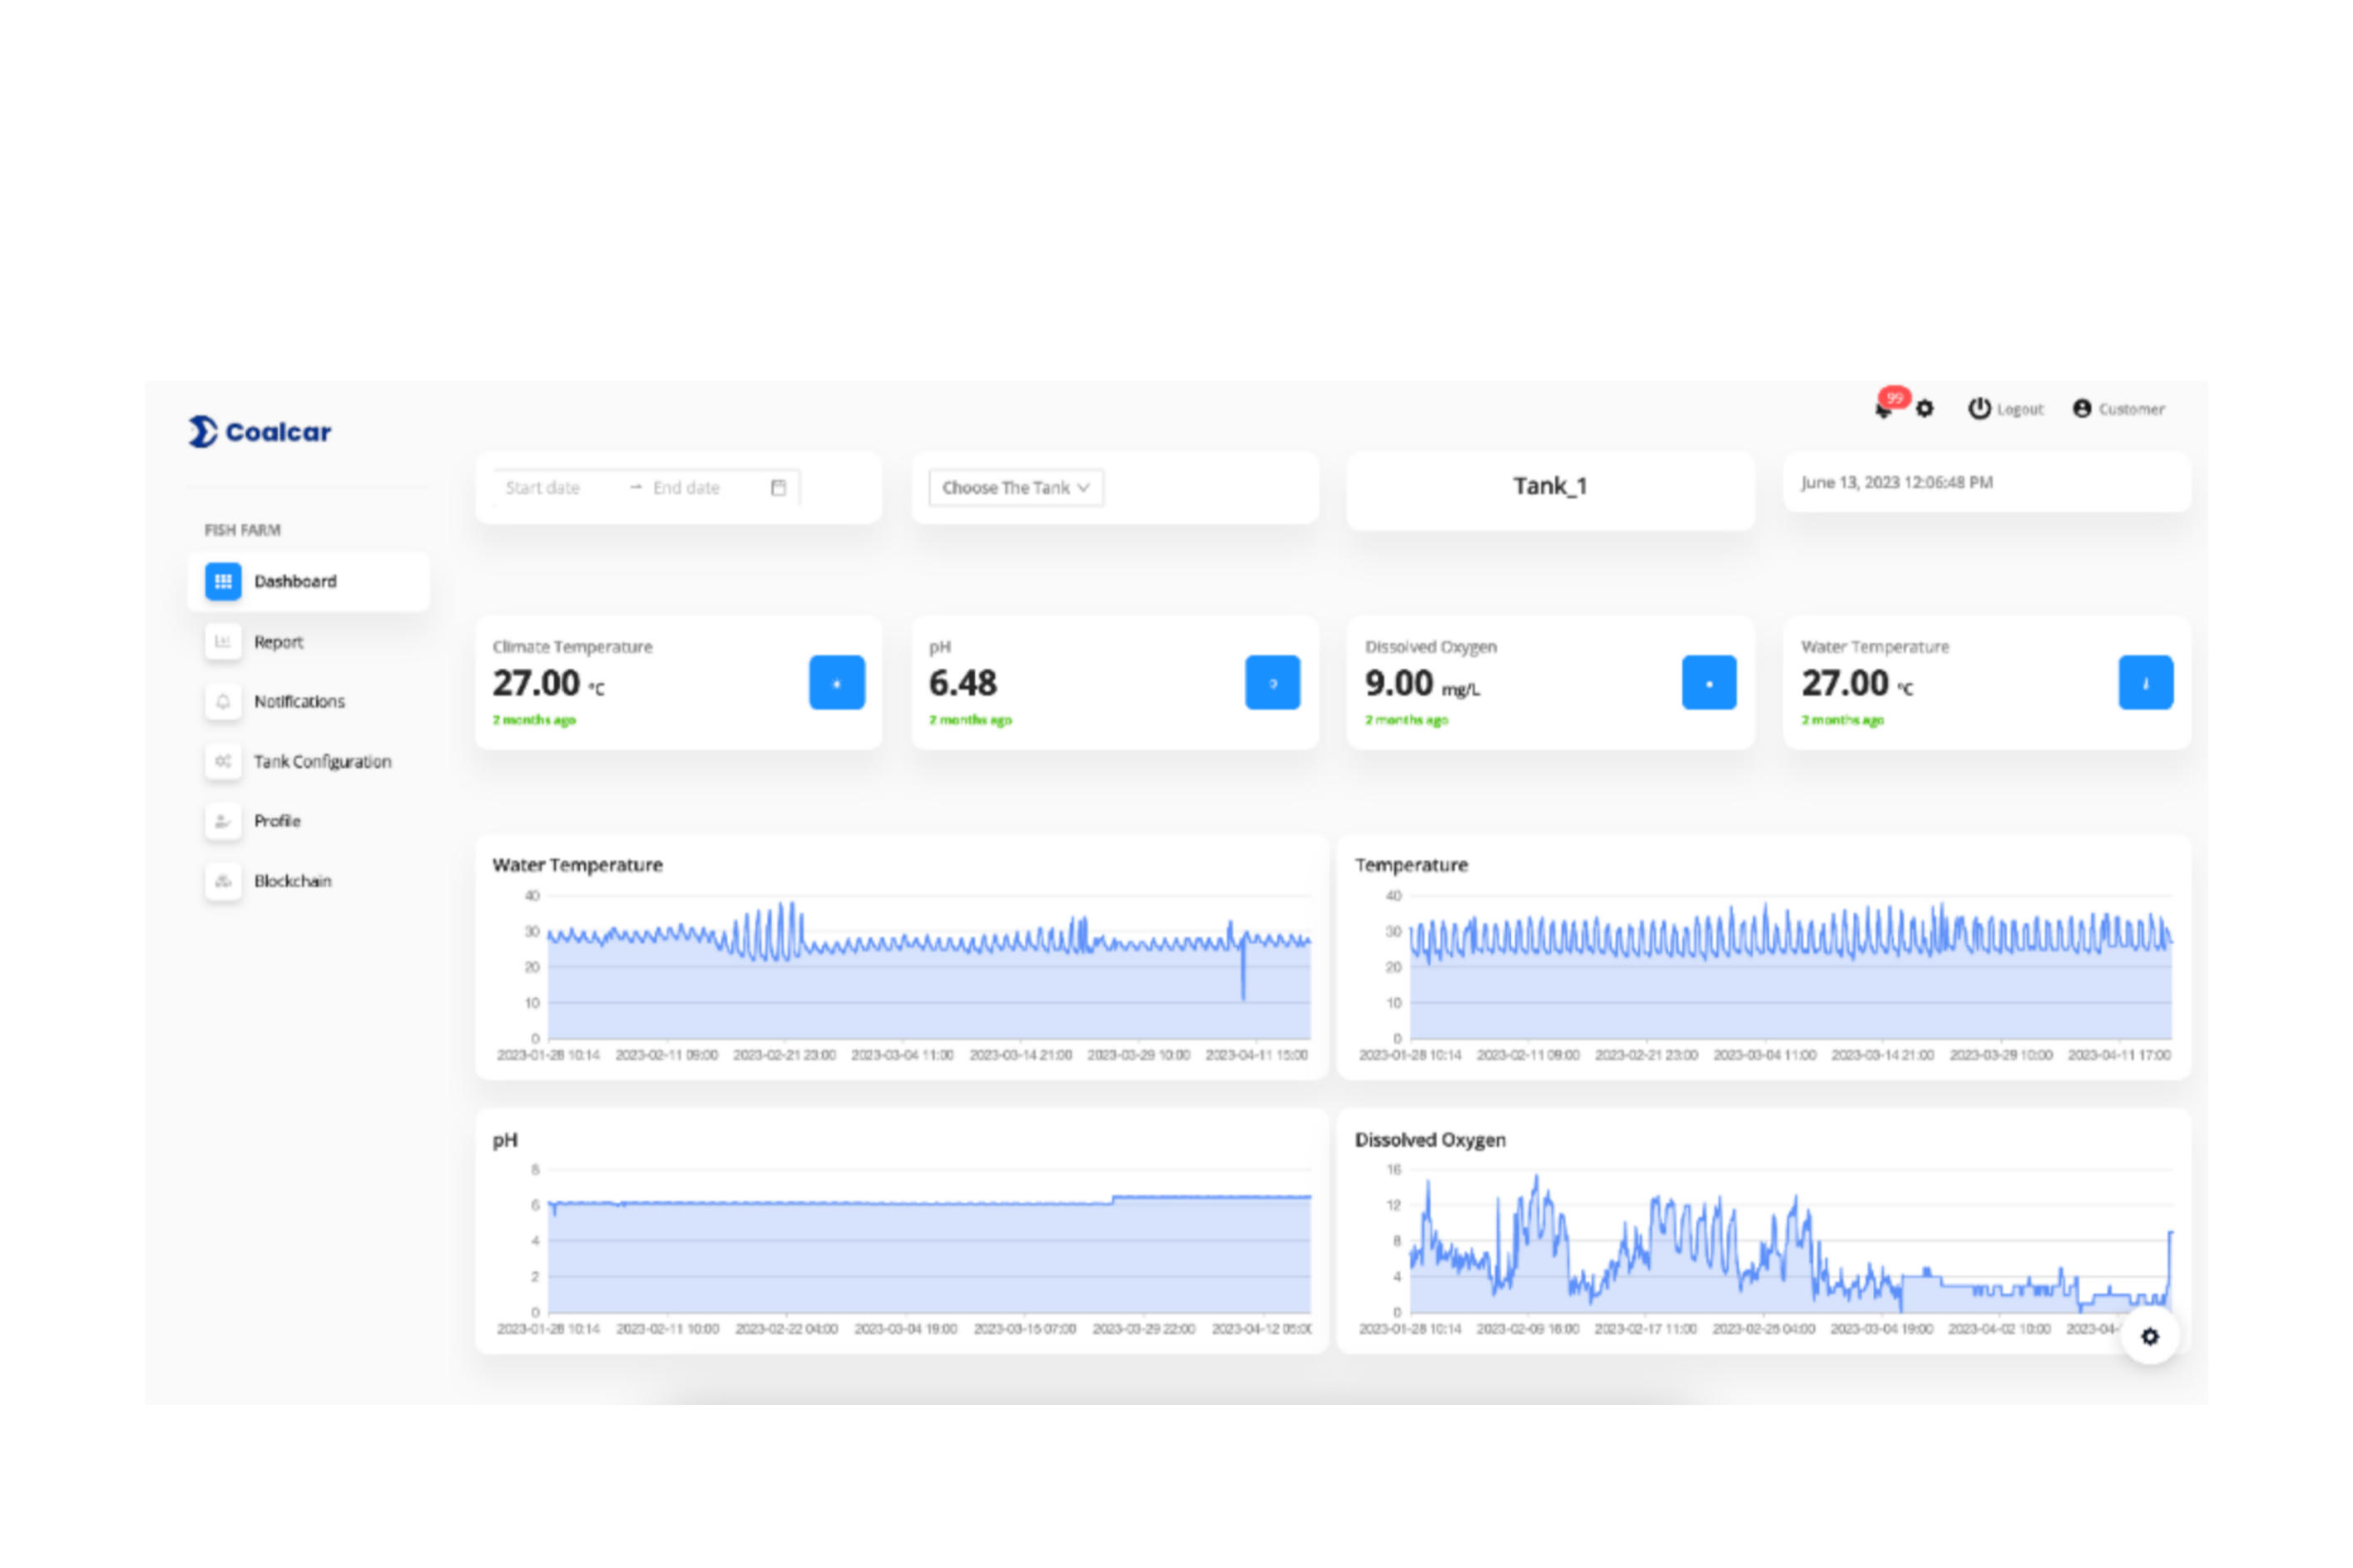 99
Logout
Customer
Coalcar
Start date → End date
Choose The Tank
Tank_1
June 13, 2023 12:06:48 PM
FISH FARM
Dashboard
Report
Notifications
Tank Configuration
Profile
Blockchain
Climate Temperature
27.00 °C
2 months ago
pH
6.48
2 months ago
Dissolved Oxygen
9.00 mg/L
2 months ago
Water Temperature
27.00 °C
2 months ago
Water Temperature
40
30
20
10
0
2023-01-28 10:14 2023-02-11 09:00 2023-02-21 23:00 2023-03-04 11:00 2023-03-14 21:00 2023-03-29 10:00 2023-04-11 15:00
Temperature
40
30
20
10
0
2023-01-28 10:14 2023-02-11 09:00 2023-02-21 23:00 2023-03-04 11:00 2023-03-14 21:00 2023-03-29 10:00 2023-04-11 17:00
pH
8
6
4
2
0
2023-01-28 10:14 2023-02-11 10:00 2023-02-22 04:00 2023-03-04 19:00 2023-03-15 07:00 2023-03-29 22:00 2023-04-12 05:00
Dissolved Oxygen
16
12
8
4
0
2023-01-28 10:14 2023-02-09 16:00 2023-02-17 11:00 2023-02-25 04:00 2023-03-04 19:00 2023-04-02 10:00 2023-04-